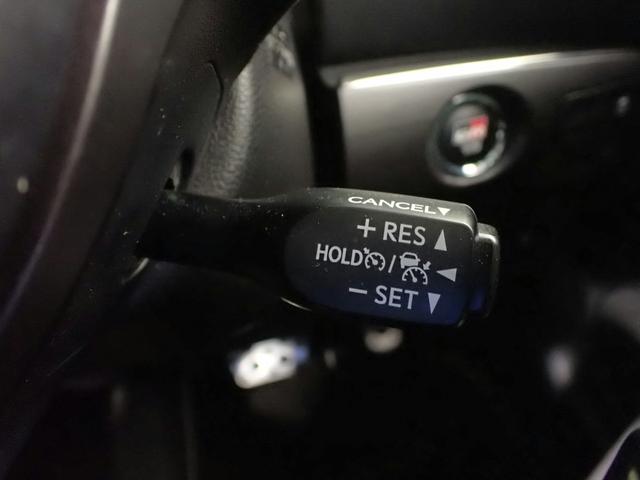 CANCEL▼
+ RES ▲
HOLD / ◀
− SET ▼